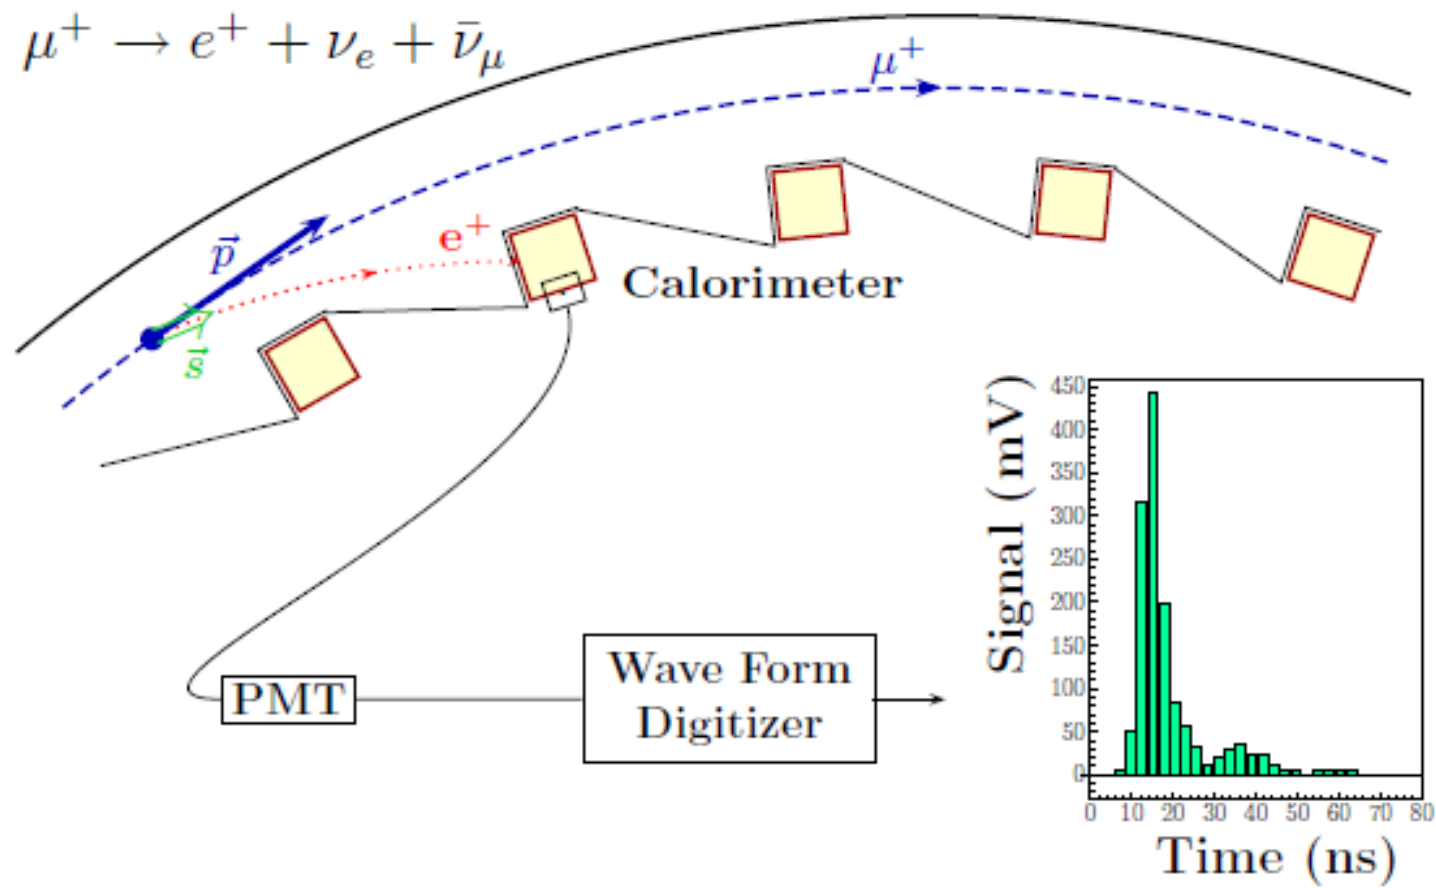 μ⁺ → e⁺ + νₑ + ν̄_μ
μ⁺
p⃗
e⁺
s⃗
Calorimeter
PMT
Wave Form
Digitizer
Signal (mV)
450
400
350
300
250
200
150
100
50
0
0 10 20 30 40 50 60 70 80
Time (ns)